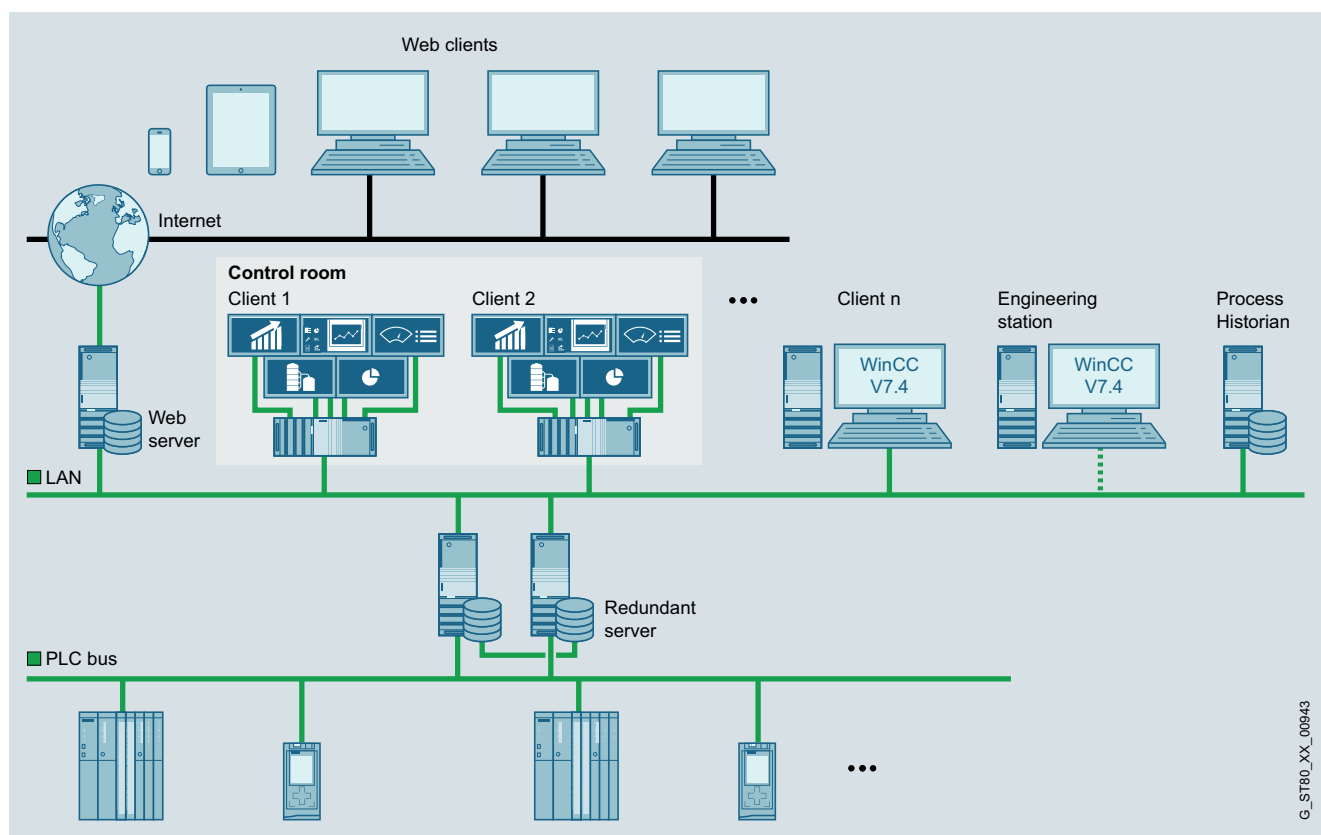 Web clients
Internet
Control room
Client 1
Client 2
•••
Client n
Engineering
station
Process
Historian
WinCC
V7.4
WinCC
V7.4
Web
server
LAN
Redundant
server
PLC bus
•••
G_ST80_XX_00943